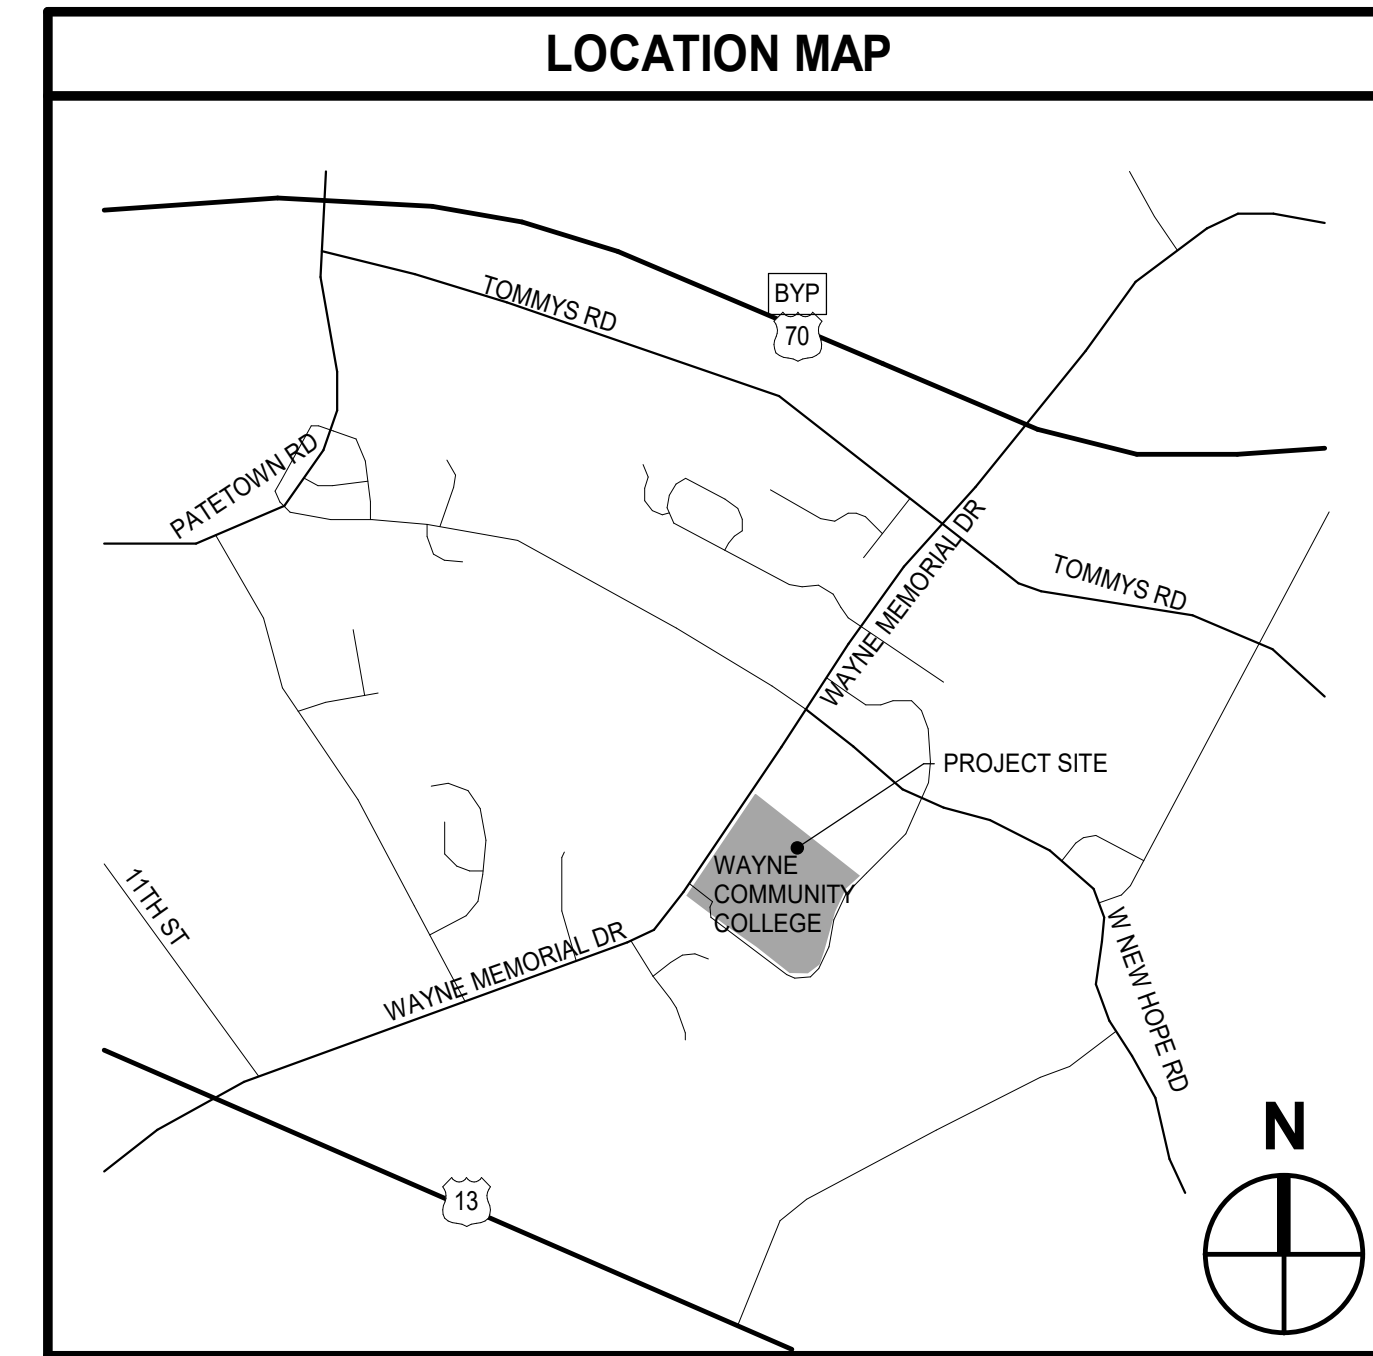 LOCATION MAP
BYP
70
TOMMYS RD
PATETOWN RD
WAYNE MEMORIAL DR
TOMMYS RD
PROJECT SITE
WAYNE
COMMUNITY
COLLEGE
11TH ST
WAYNE MEMORIAL DR
W NEW HOPE RD
N
13